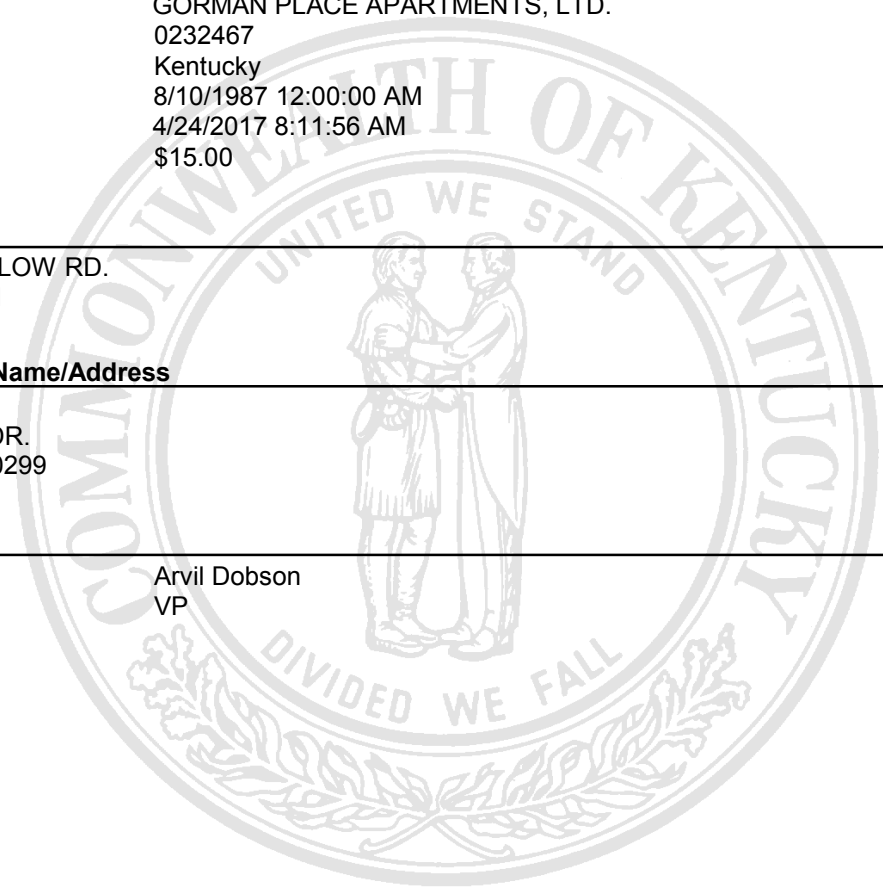 GORMAN PLACE APARTMENTS, LTD.
0232467
Kentucky
8/10/1987 12:00:00 AM
4/24/2017 8:11:56 AM
$15.00
LOW RD.
Name/Address
DR.
0299
Arvil Dobson
VP
COMMONWEALTH OF KENTUCKY
UNITED WE STAND
DIVIDED WE FALL